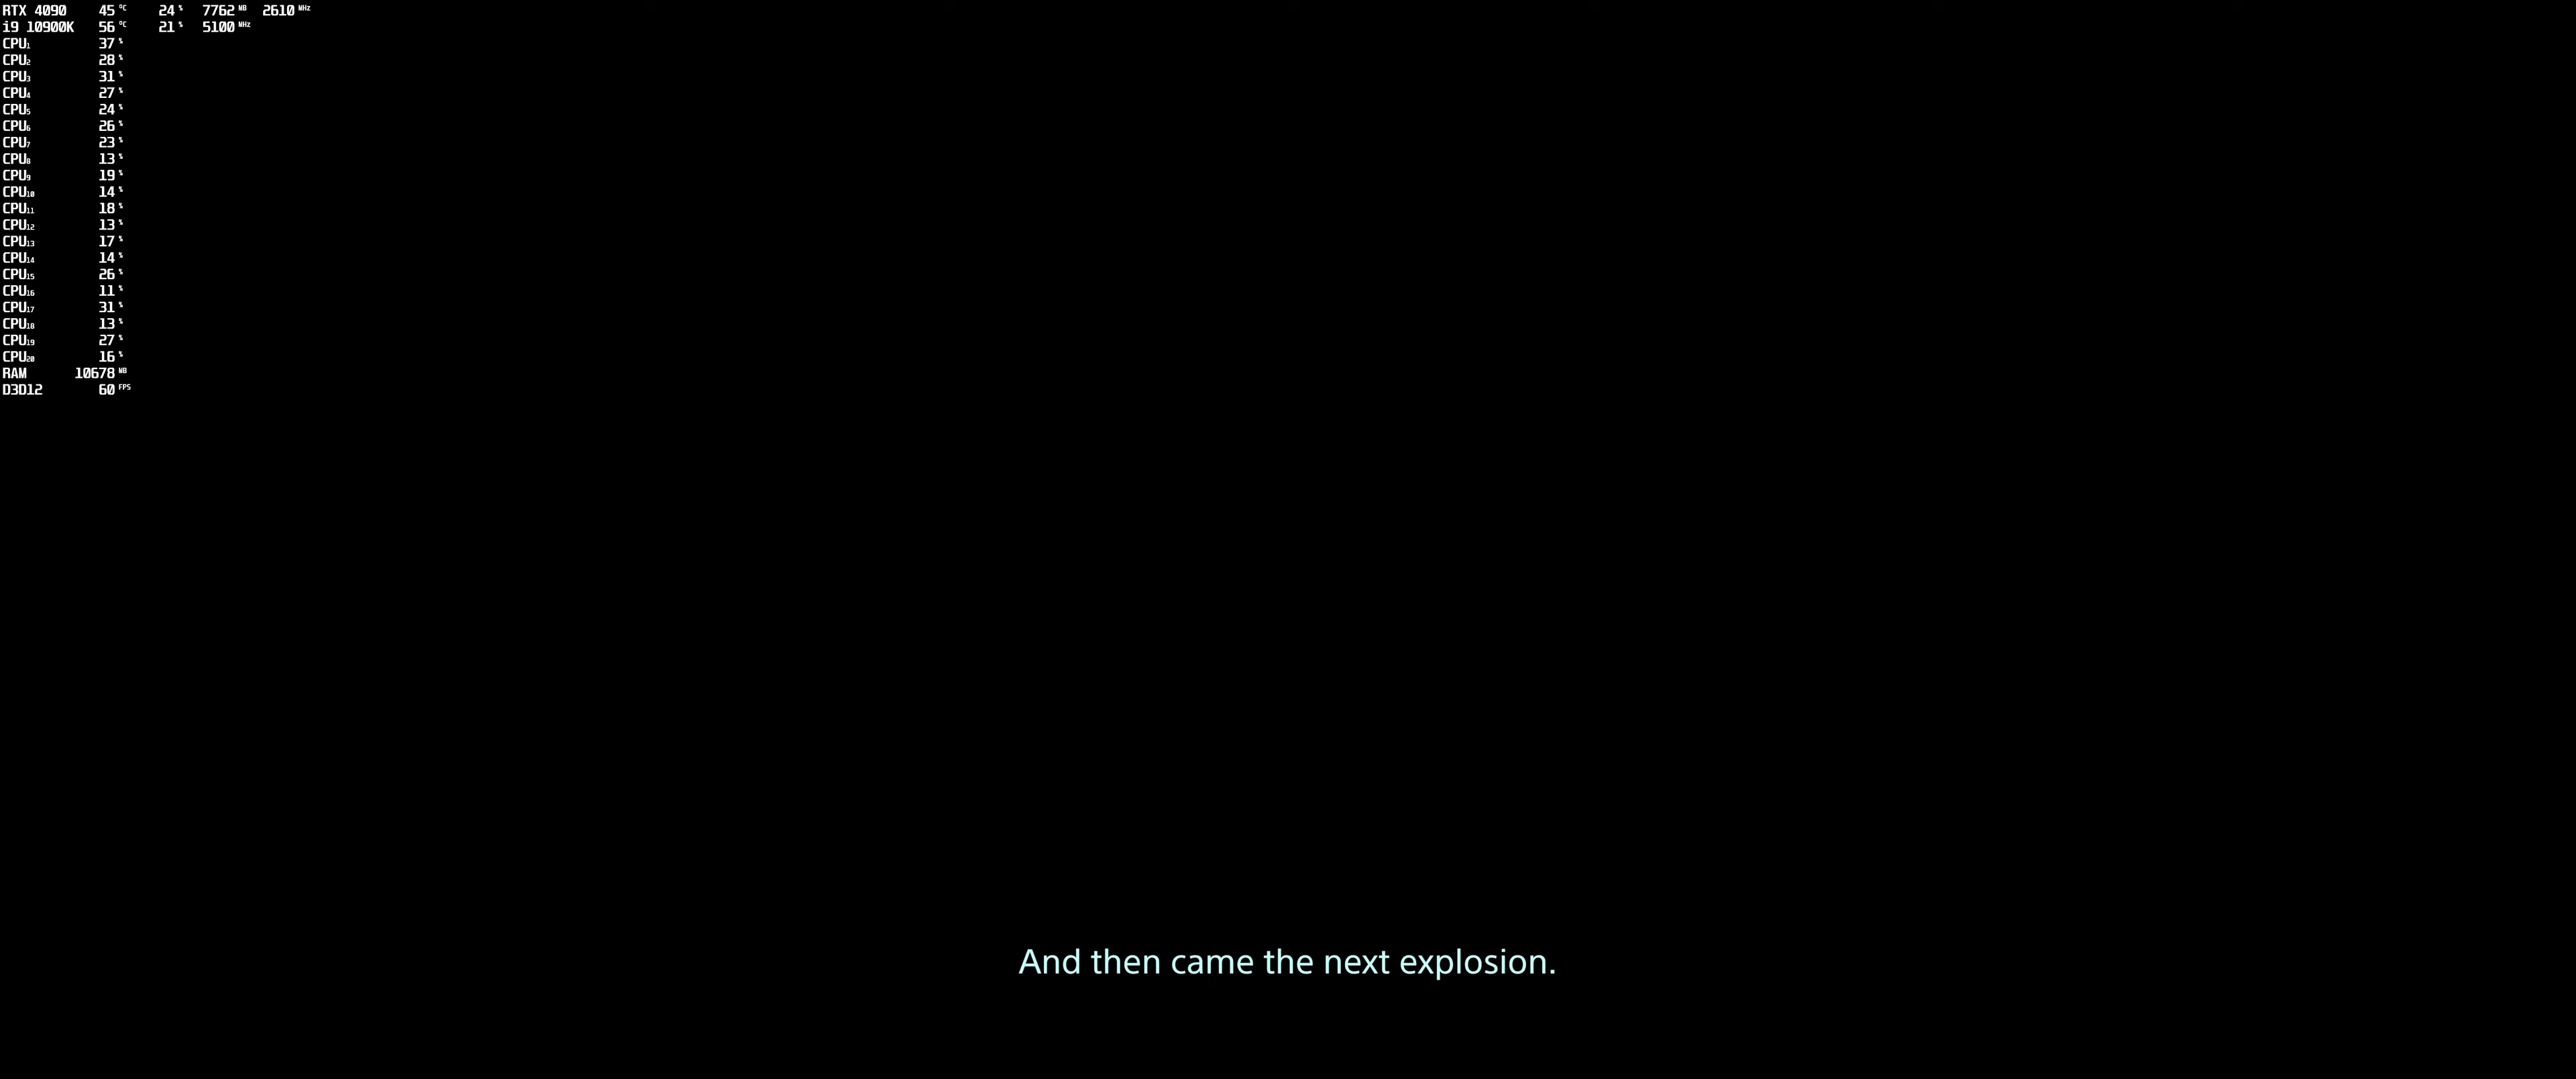 RTX 4090 45 °C 24 % 7762 MB 2610 MHz
i9 10900K 56 °C 21 % 5100 MHz
CPU1 37 %
CPU2 28 %
CPU3 31 %
CPU4 27 %
CPU5 24 %
CPU6 26 %
CPU7 23 %
CPU8 13 %
CPU9 19 %
CPU10 14 %
CPU11 18 %
CPU12 13 %
CPU13 17 %
CPU14 14 %
CPU15 26 %
CPU16 11 %
CPU17 31 %
CPU18 13 %
CPU19 27 %
CPU20 16 %
RAM 10678 MB
D3D12 60 FPS
And then came the next explosion.